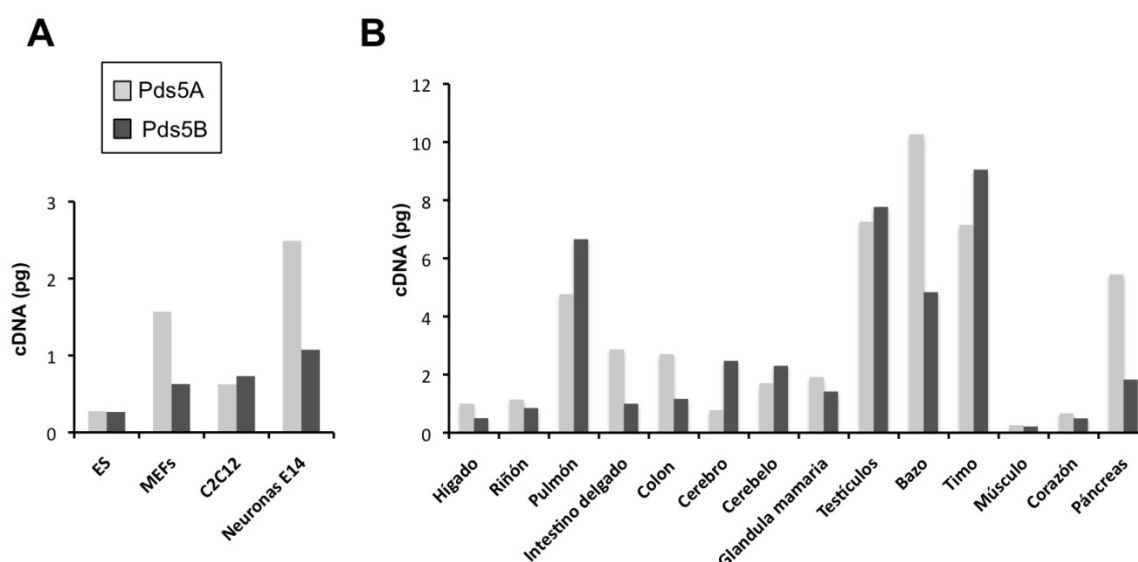 A
B
Pds5A
Pds5B
cDNA (pg)
3
2
1
0
ES
MEFs
C2C12
Neuronas E14
cDNA (pg)
12
10
8
6
4
2
0
Hígado
Riñón
Pulmón
Intestino delgado
Colon
Cerebro
Cerebelo
Glandula mamaria
Testículos
Bazo
Timo
Músculo
Corazón
Páncreas